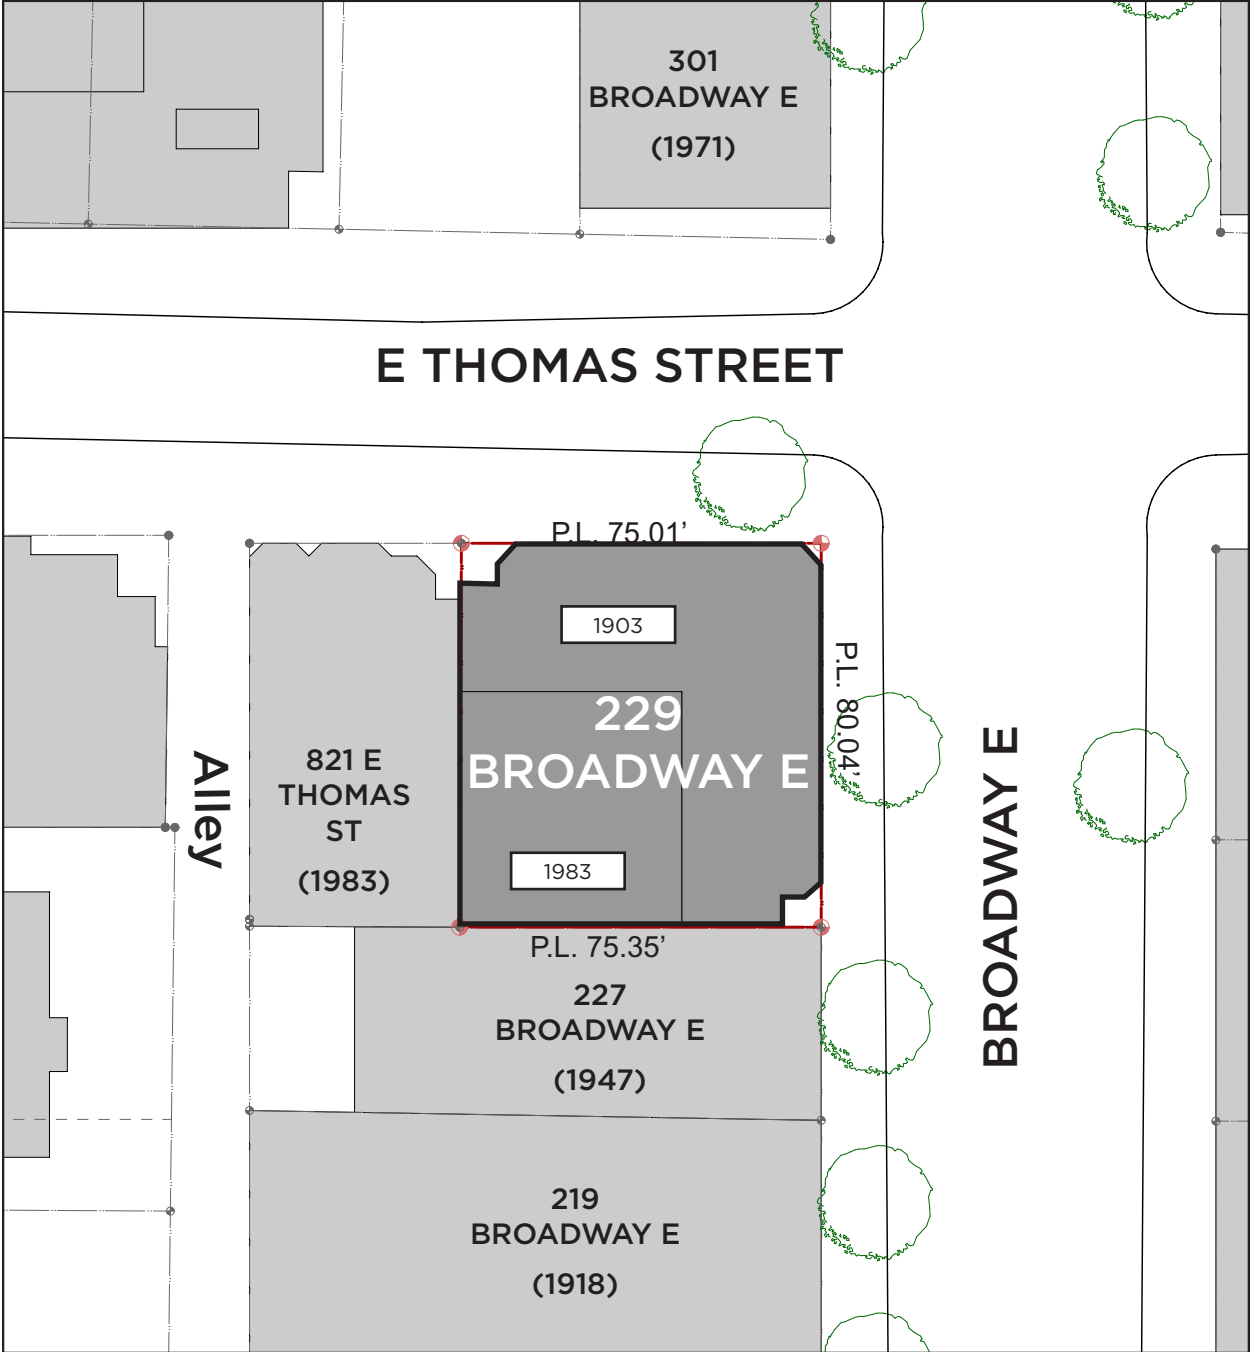 301
BROADWAY E
(1971)
E THOMAS STREET
P.L. 75.01’
1903
P.L. 80.04’
229
BROADWAY E
821 E
THOMAS
ST
(1983)
Alley
1983
BROADWAY E
P.L. 75.35’
227
BROADWAY E
(1947)
219
BROADWAY E
(1918)